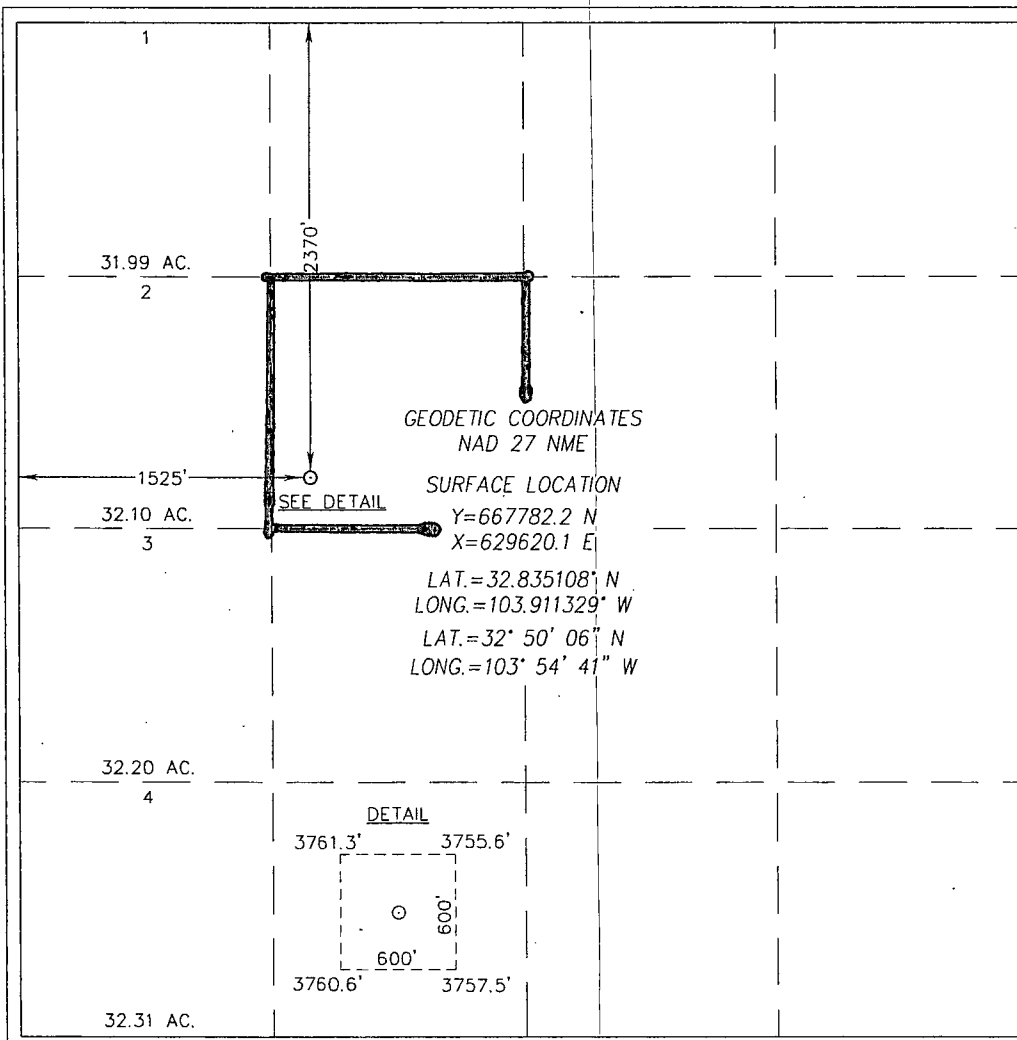 1
2370'
31.99 AC.
2
GEODETIC COORDINATES
NAD 27 NME
1525'
SURFACE LOCATION
SEE DETAIL
Y=667782.2 N
32.10 AC.
3
X=629620.1 E
LAT.=32.835108° N
LONG.=103.911329° W
LAT.=32° 50' 06" N
LONG.=103° 54' 41" W
32.20 AC.
4
DETAIL
3761.3' 3755.6'
600'
600'
3760.6' 3757.5'
32.31 AC.